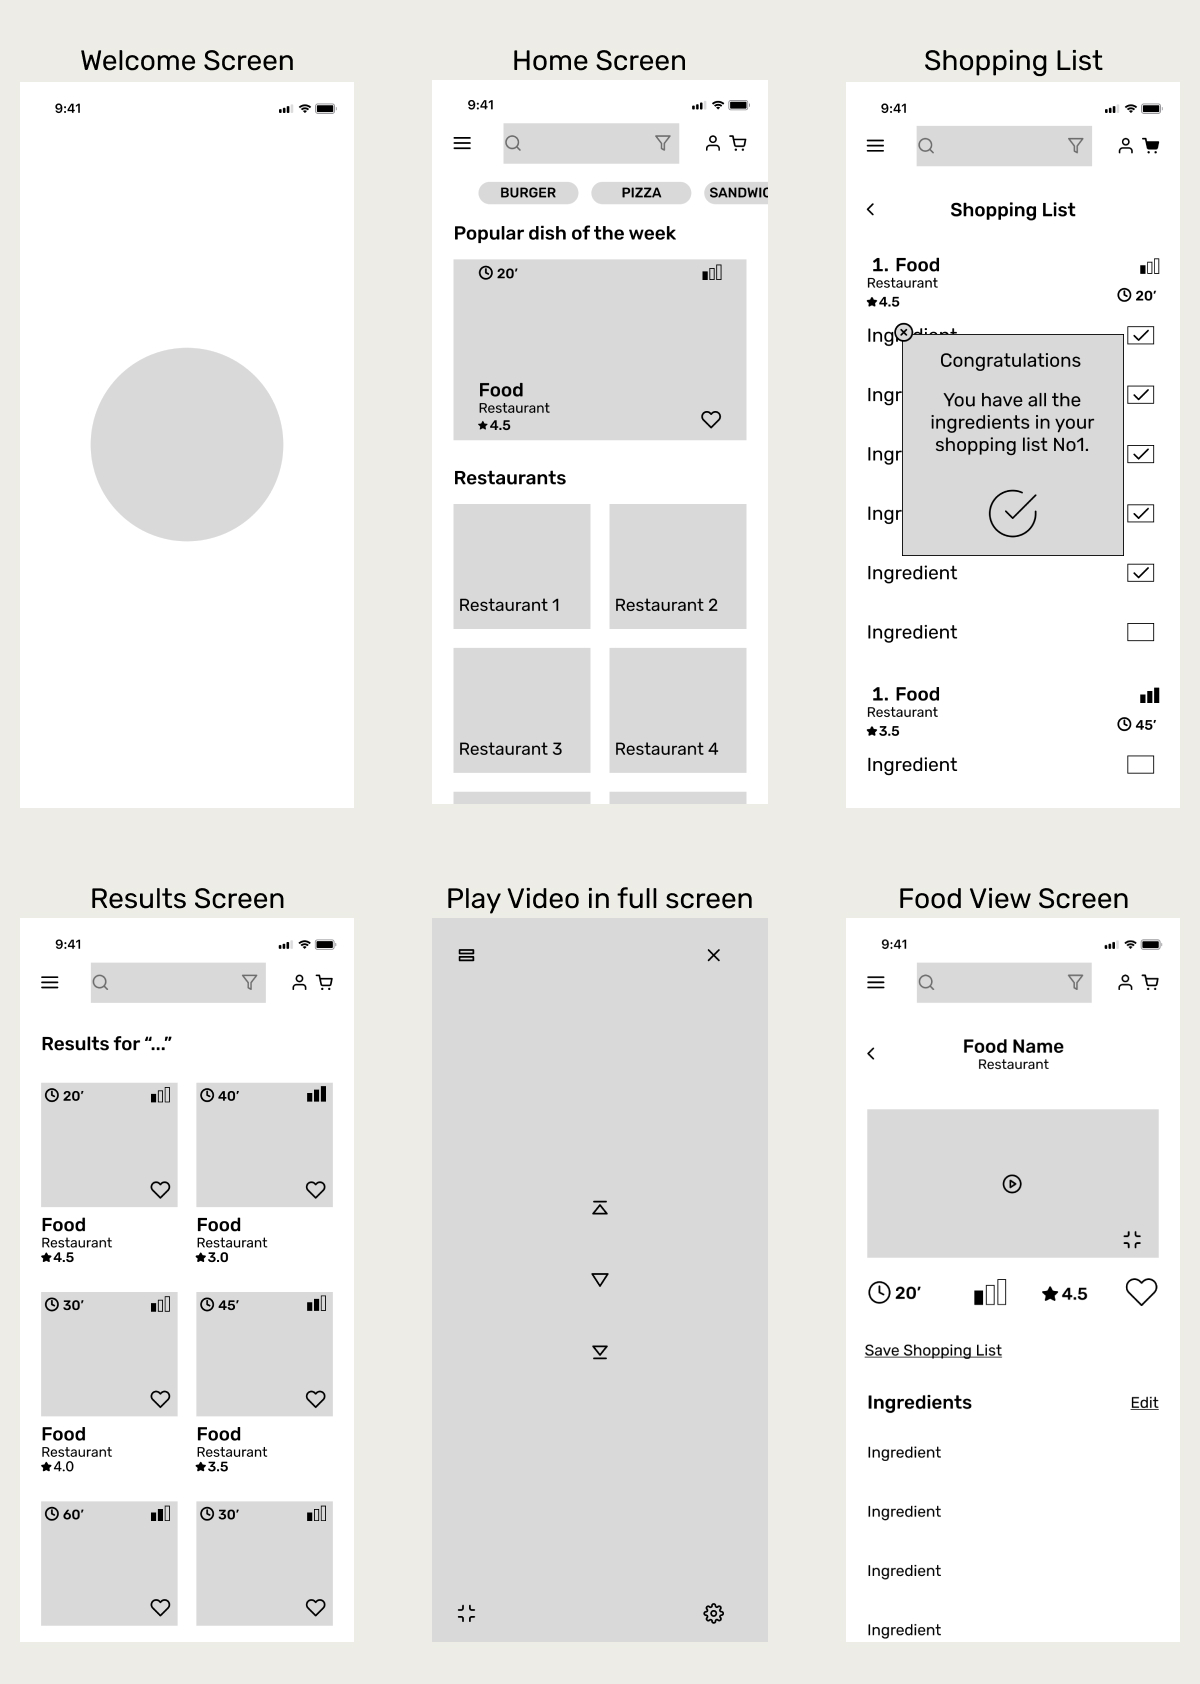 Welcome Screen
9:41
Home Screen
9:41
BURGER
PIZZA
SANDWIC
Popular dish of the week
20’
Food
Restaurant
4.5
Restaurants
Restaurant 1
Restaurant 2
Restaurant 3
Restaurant 4
Shopping List
9:41
Shopping List
1. Food
Restaurant
4.5
20’
Ingredient
Ingr
Ingr
Ingr
Congratulations
You have all the
ingredients in your
shopping list No1.
Ingredient
Ingredient
1. Food
Restaurant
3.5
45’
Ingredient
Results Screen
9:41
Results for “...”
20’
40’
Food
Restaurant
4.5
Food
Restaurant
3.0
30’
45’
Food
Restaurant
4.0
Food
Restaurant
3.5
60’
30’
Play Video in full screen
Food View Screen
9:41
Food Name
Restaurant
20’
4.5
Save Shopping List
Ingredients
Edit
Ingredient
Ingredient
Ingredient
Ingredient